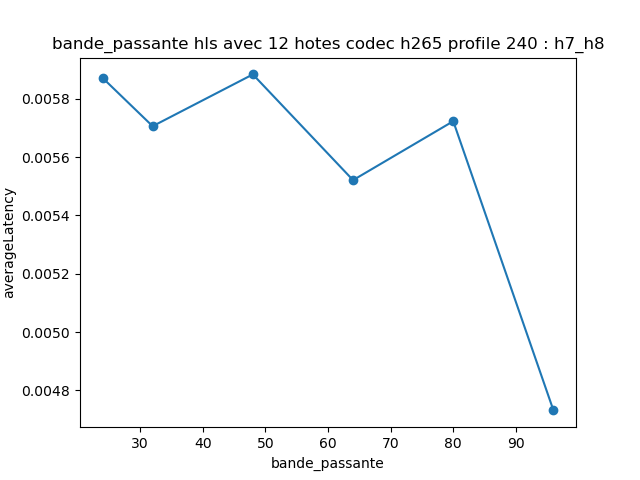 bande_passante hls avec 12 hotes codec h265 profile 240 : h7_h8
0.0058
0.0056
0.0054
0.0052
0.0050
0.0048
averageLatency
30 40 50 60 70 80 90
bande_passante